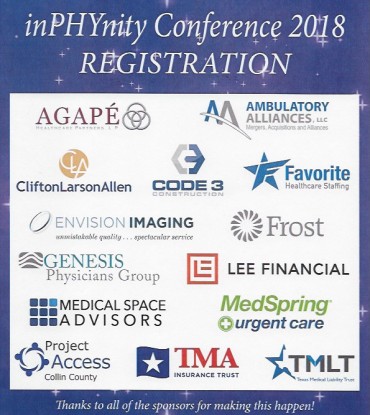 inPHYnity Conference 2018
REGISTRATION
AGAPÉ
HEALTHCARE PARTNERS, L.P.
AMBULATORY
ALLIANCES, LLC
Mergers, Acquisitions and Alliances
CLA
CliftonLarsonAllen
CODE 3
CONSTRUCTION
Favorite
Healthcare Staffing
ENVISION IMAGING
unmistakable quality . . . spectacular service
Frost
GENESIS
Physicians Group
LEE FINANCIAL
MEDICAL SPACE
ADVISORS
MedSpring
urgent care
Project
Access
Collin County
TMA
INSURANCE TRUST
TMLT
Texas Medical Liability Trust
Thanks to all of the sponsors for making this happen!